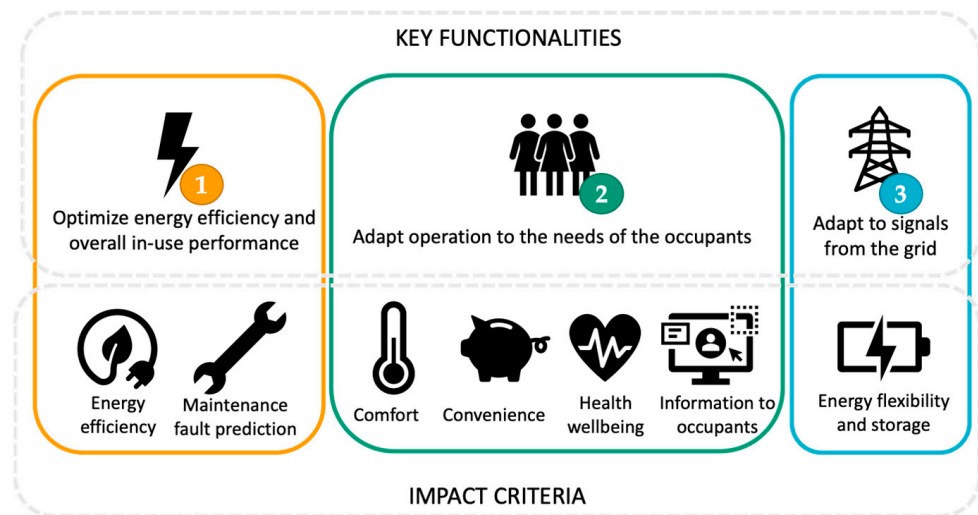 KEY FUNCTIONALITIES
1
Optimize energy efficiency and
overall in-use performance
2
Adapt operation to the needs of the occupants
3
Adapt to signals
from the grid
Energy
efficiency
Maintenance
fault prediction
Comfort
Convenience
Health
wellbeing
Information to
occupants
Energy flexibility
and storage
IMPACT CRITERIA